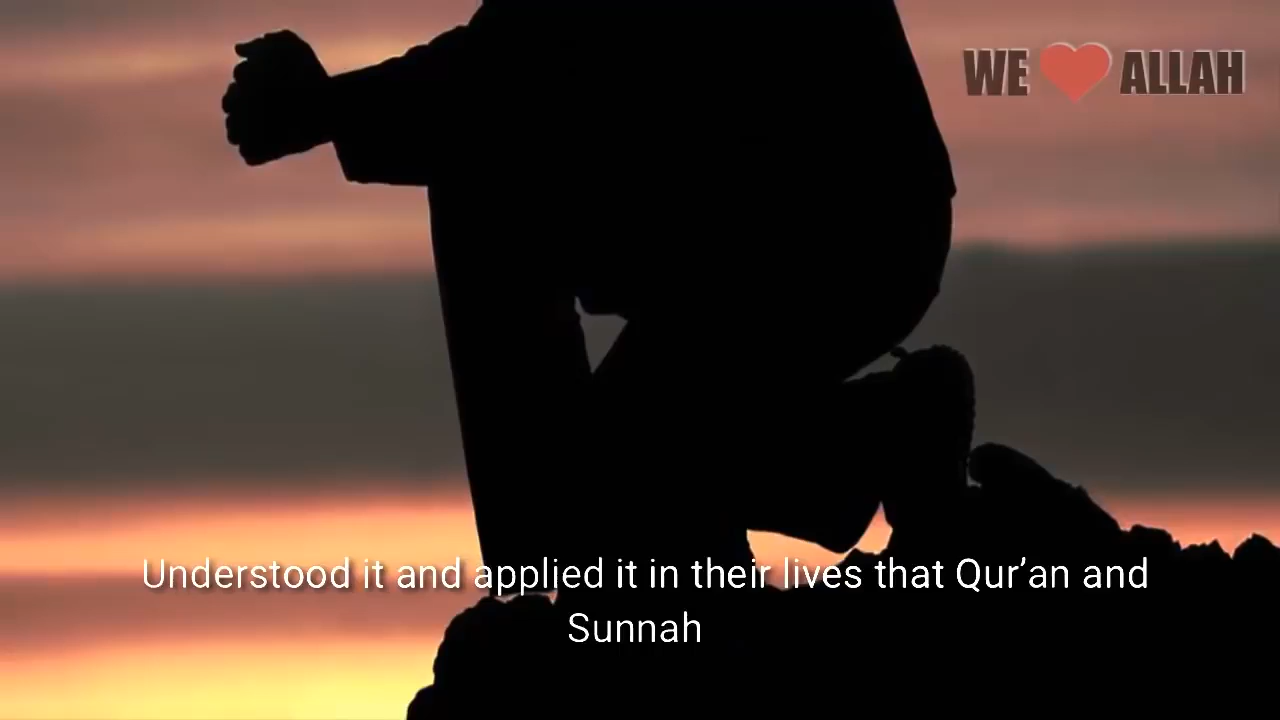 WE ❤ ALLAH
Understood it and applied it in their lives that Qur’an and
Sunnah